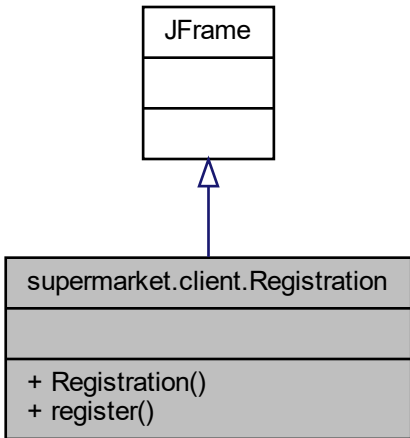 JFrame
supermarket.client.Registration
+ Registration()
+ register()